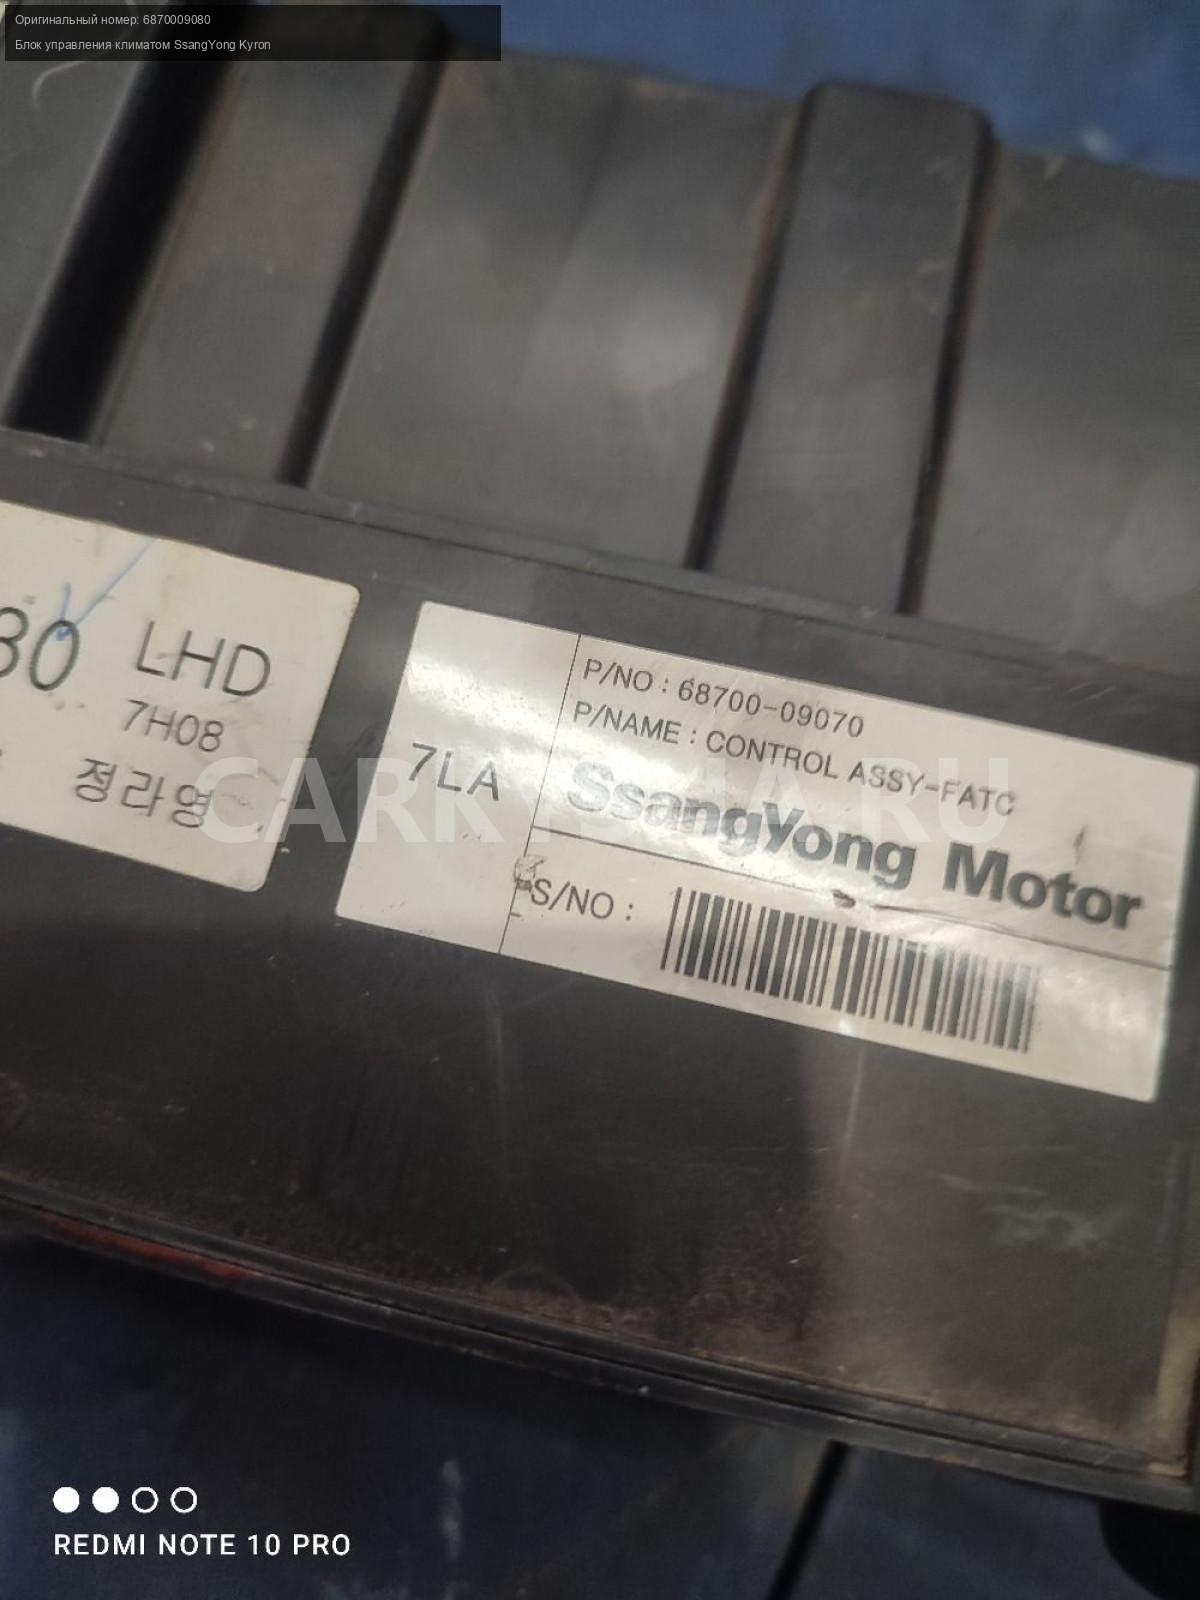 Оригинальный номер: 6870009080
Блок управления климатом SsangYong Kyron
30 LHD
7H08
정라영
7LA
P/NO : 68700-09070
P/NAME : CONTROL ASSY-FATC
SsangYong Motor
S/NO :
CARKYSHA.RU
REDMI NOTE 10 PRO